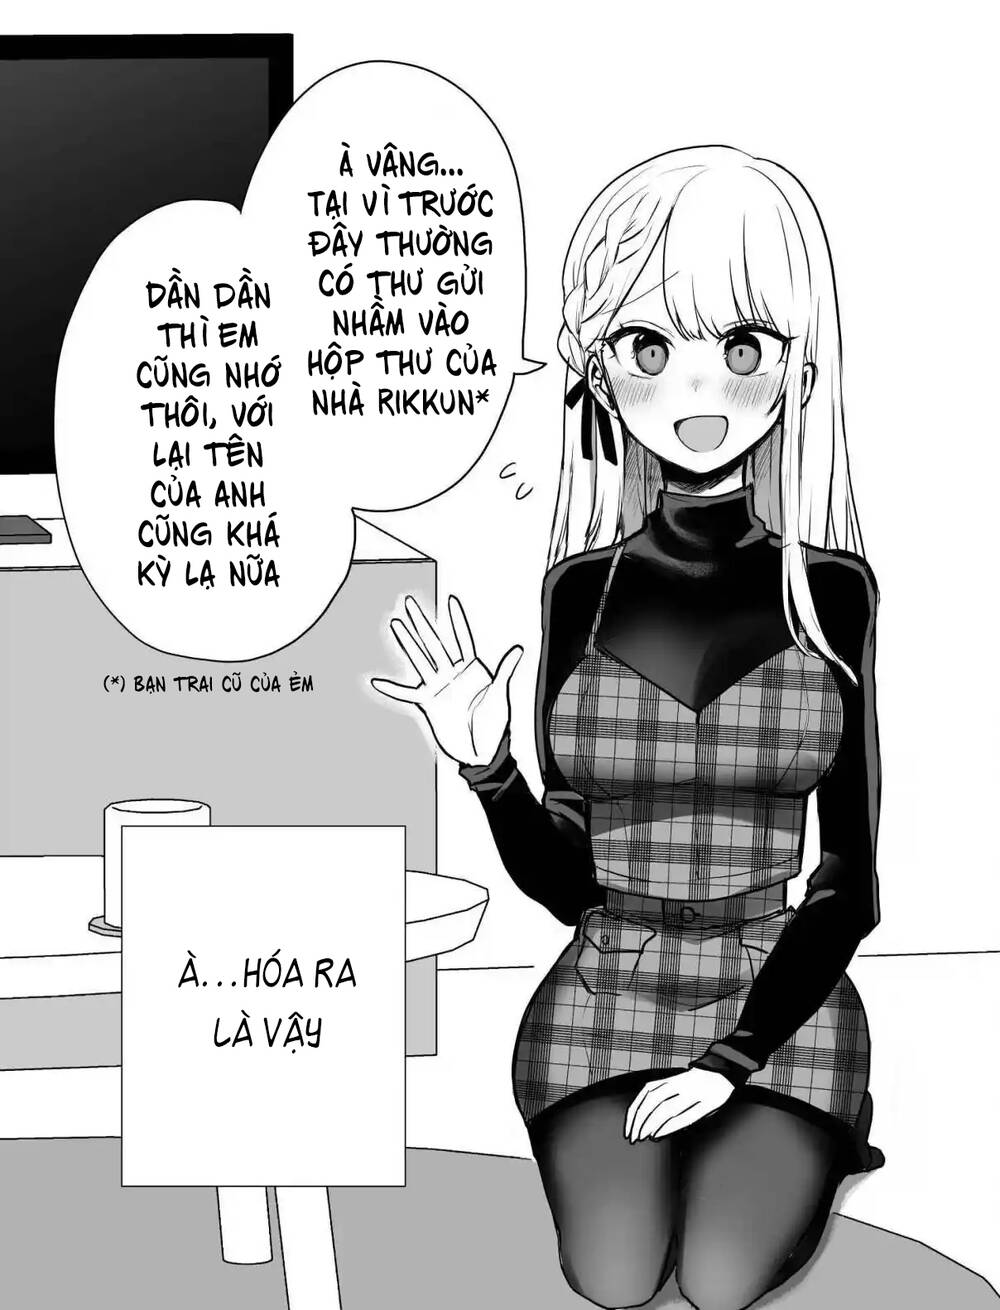 À VÂNG...
TẠI VÌ TRƯỚC
ĐÂY THƯỜNG
CÓ THƯ GỬI
NHẦM VÀO
HỘP THƯ CỦA
NHÀ RIKKUN*
DẦN DẦN
THÌ EM
CŨNG NHỚ
THÔI, VỚI
LẠI TÊN
CỦA ANH
CŨNG KHÁ
KỲ LẠ NỮA
(*) BẠN TRAI CŨ CỦA ẺM
À...HÓA RA
LÀ VẬY